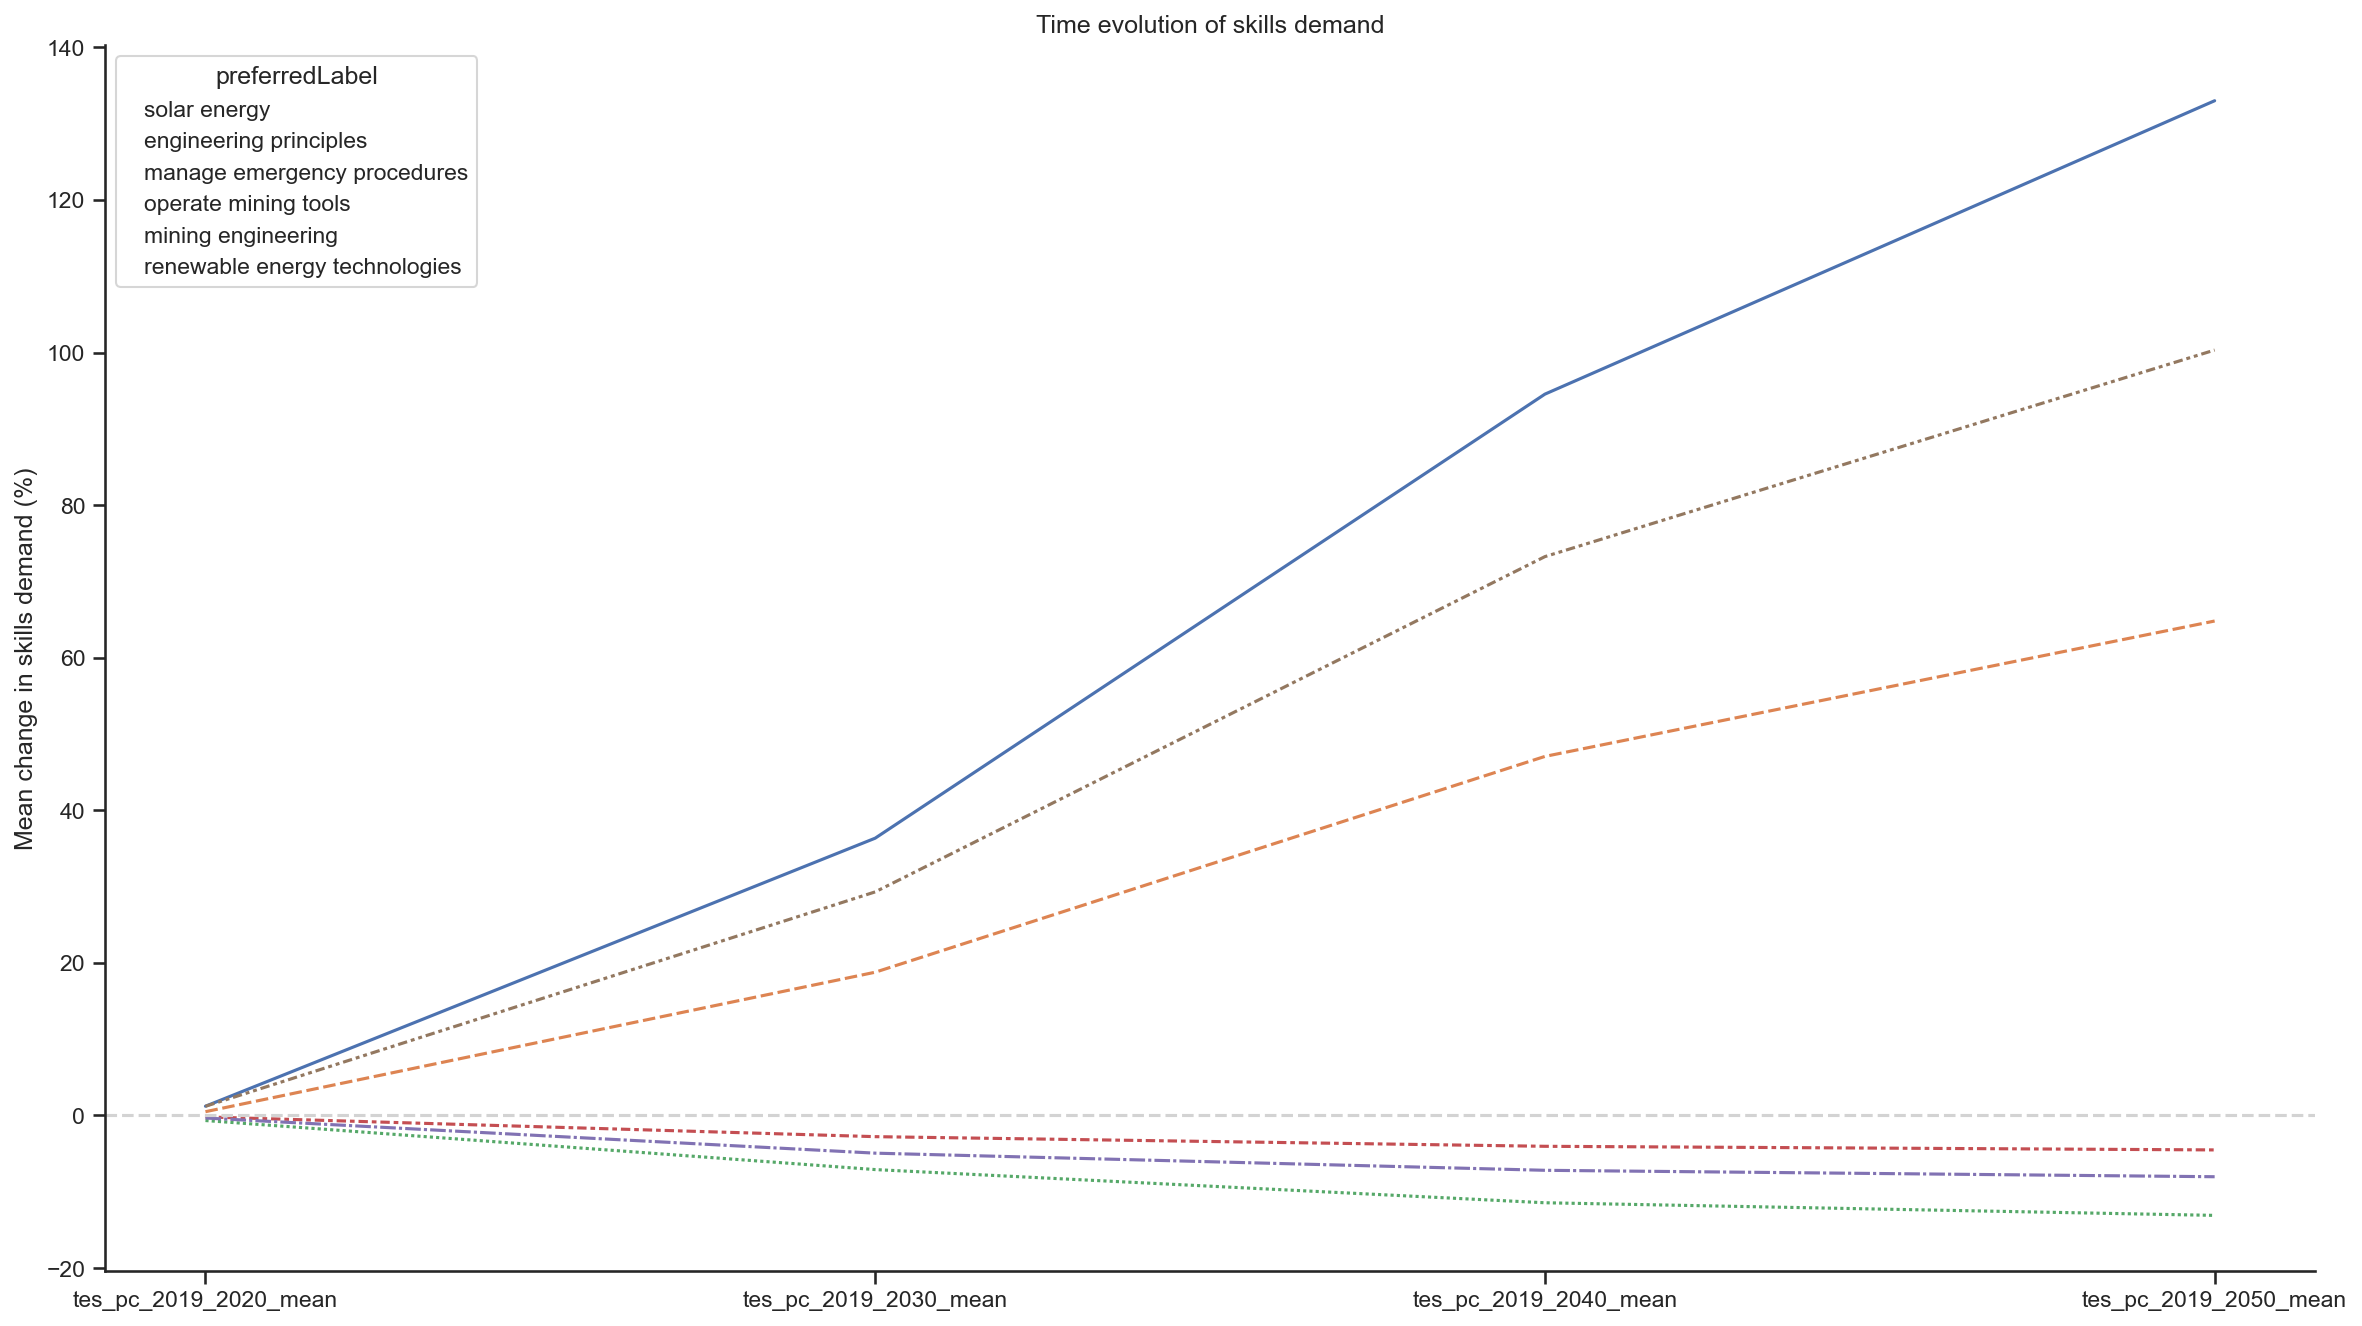 Time evolution of skills demand
preferredLabel
solar energy
engineering principles
manage emergency procedures
operate mining tools
mining engineering
renewable energy technologies
Mean change in skills demand (%)
140
120
100
80
60
40
20
0
−20
tes_pc_2019_2020_mean
tes_pc_2019_2030_mean
tes_pc_2019_2040_mean
tes_pc_2019_2050_mean